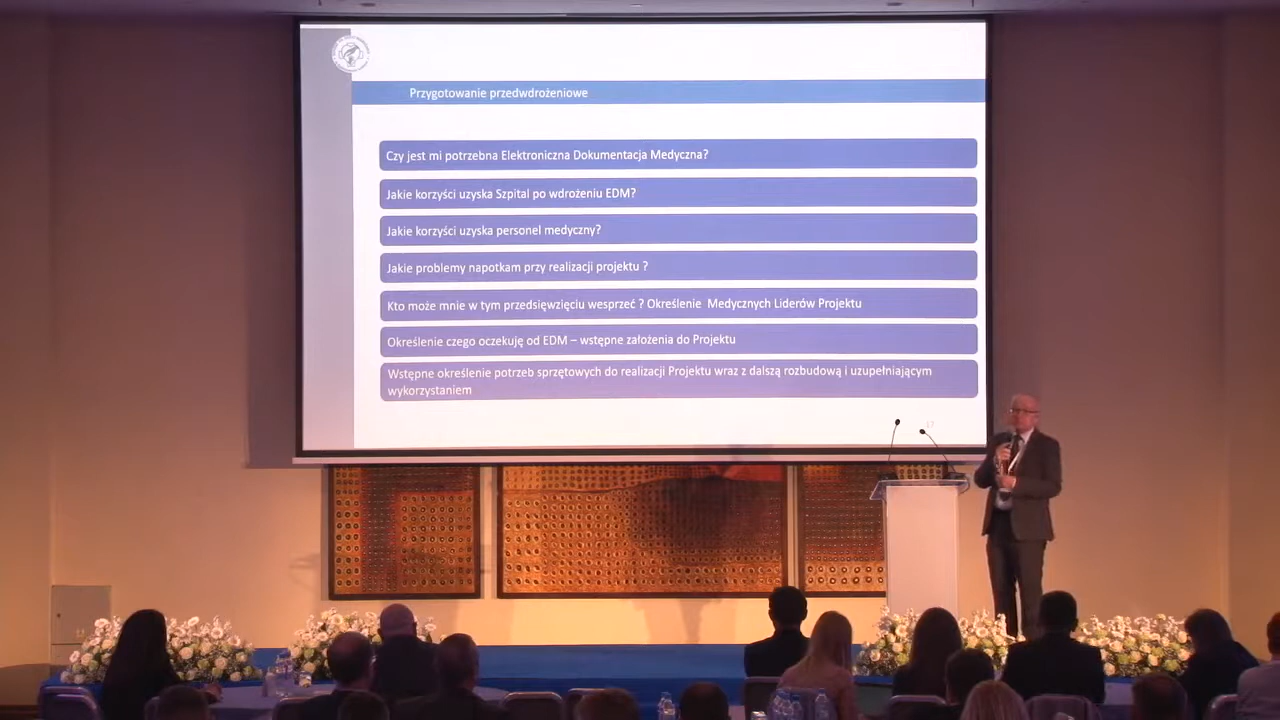 Przygotowanie przedwdrożeniowe
Czy jest mi potrzebna Elektroniczna Dokumentacja Medyczna?
Jakie korzyści uzyska Szpital po wdrożeniu EDM?
Jakie korzyści uzyska personel medyczny?
Jakie problemy napotkam przy realizacji projektu ?
Kto może mnie w tym przedsięwzięciu wesprzeć ? Określenie Medycznych Liderów Projektu
Określenie czego oczekuję od EDM – wstępne założenia do Projektu
Wstępne określenie potrzeb sprzętowych do realizacji Projektu wraz z dalszą rozbudową i uzupełniającym
wykorzystaniem
17